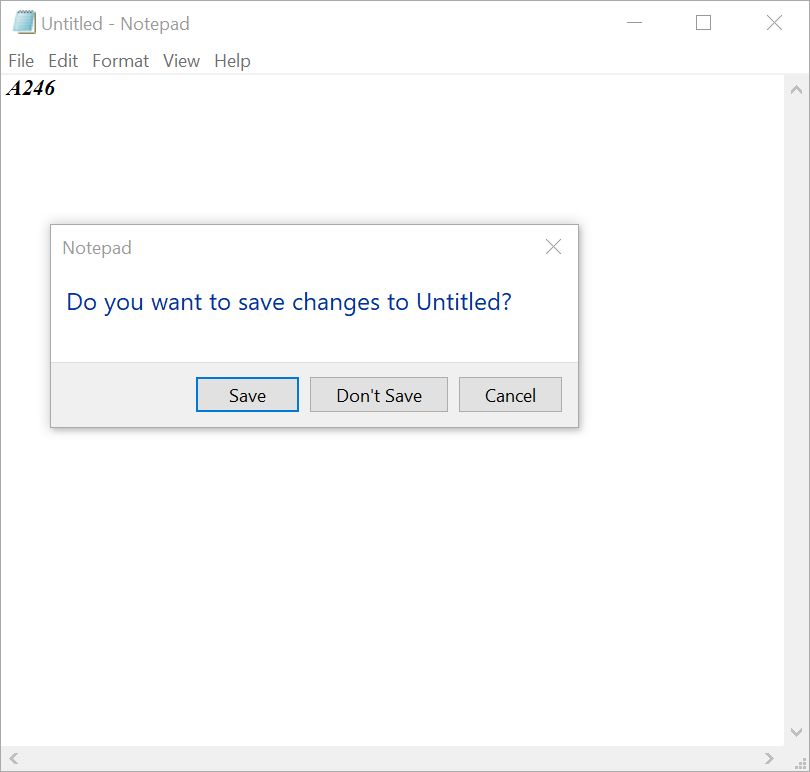 Untitled - Notepad
File Edit Format View Help
A246
Notepad
Do you want to save changes to Untitled?
Save Don't Save Cancel